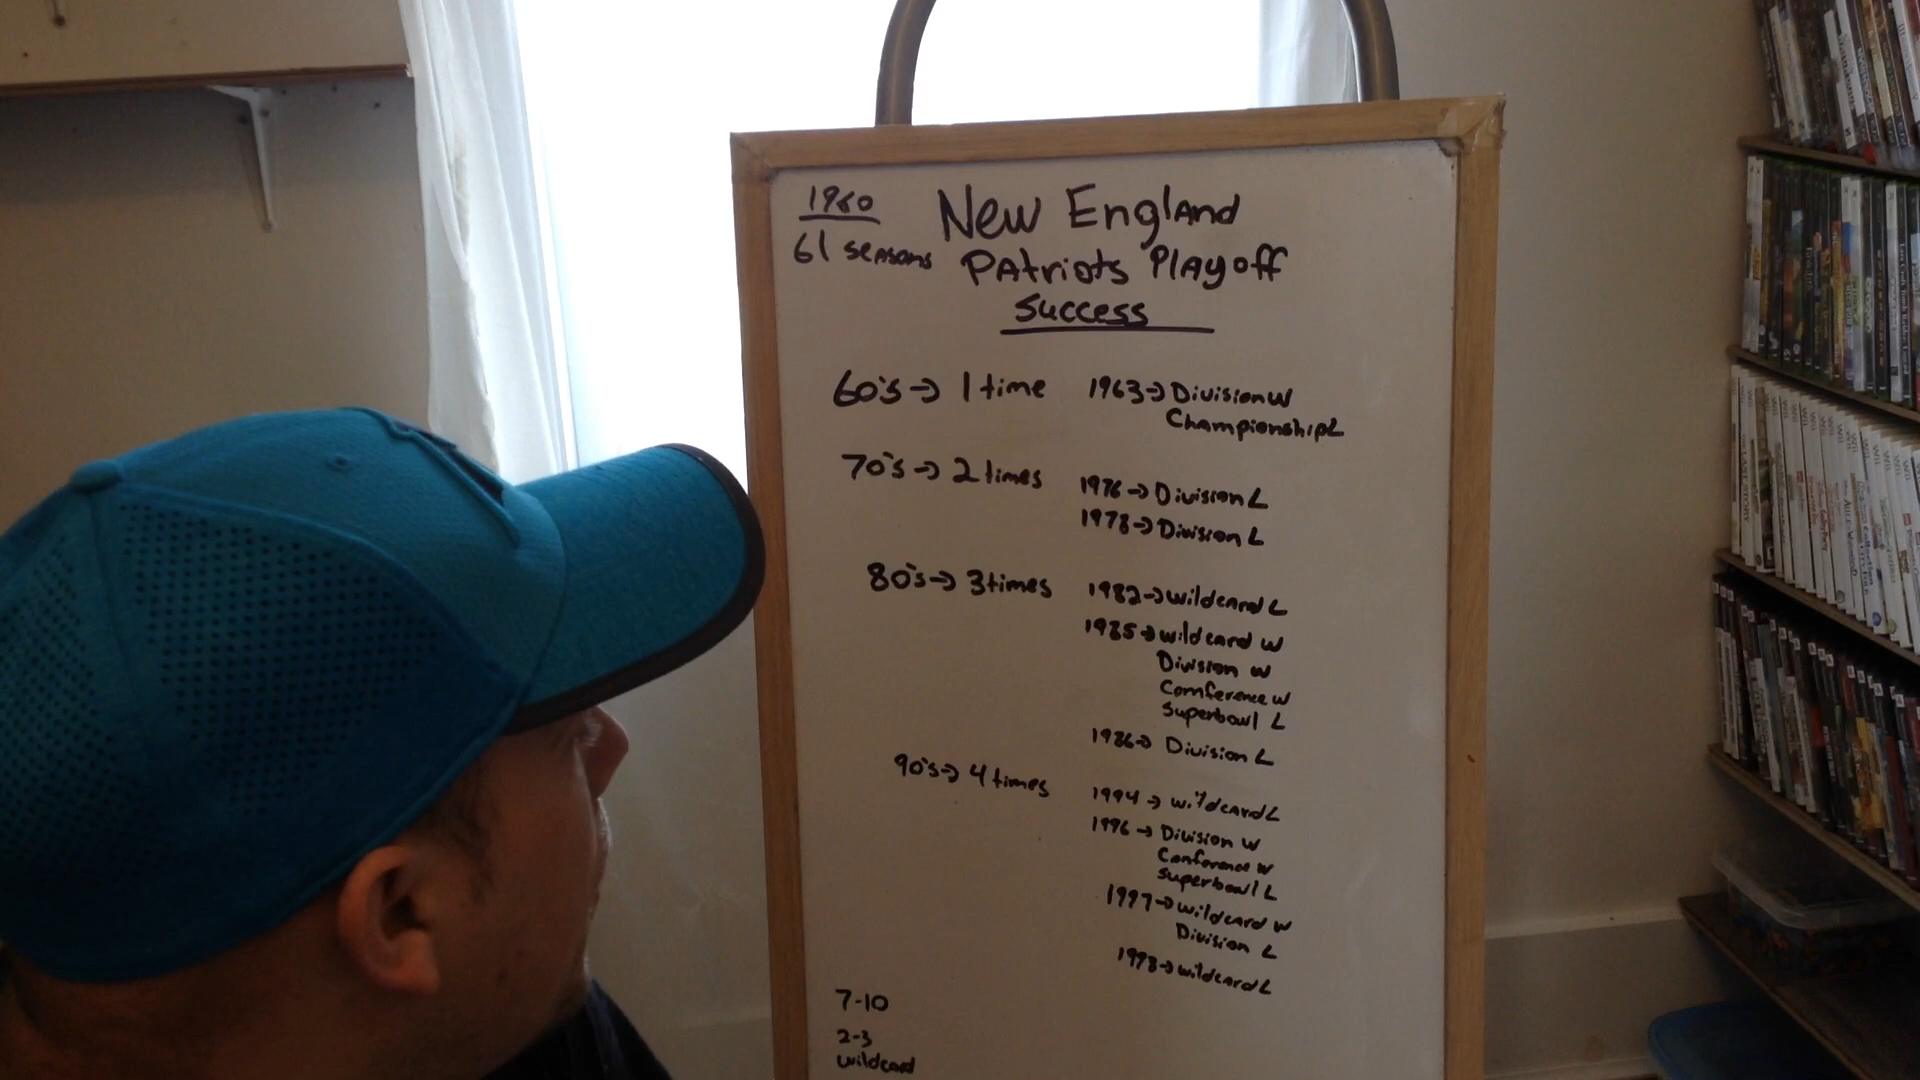 1960
61 seasons
New England
Patriots Playoff
Success
60's → 1 time
1963 → Division W
Championship L
70's → 2 times
1976 → Division L
1978 → Division L
80's → 3 times
1982 → wildcard L
1985 → wildcard W
Division W
Comference W
Superbowl L
1986 → Division L
90's → 4 times
1994 → wildcard L
1996 → Division W
Conference W
Superbowl L
1997 → wildcard W
Division L
1998 → wildcard L
7-10
2-3
wildcard